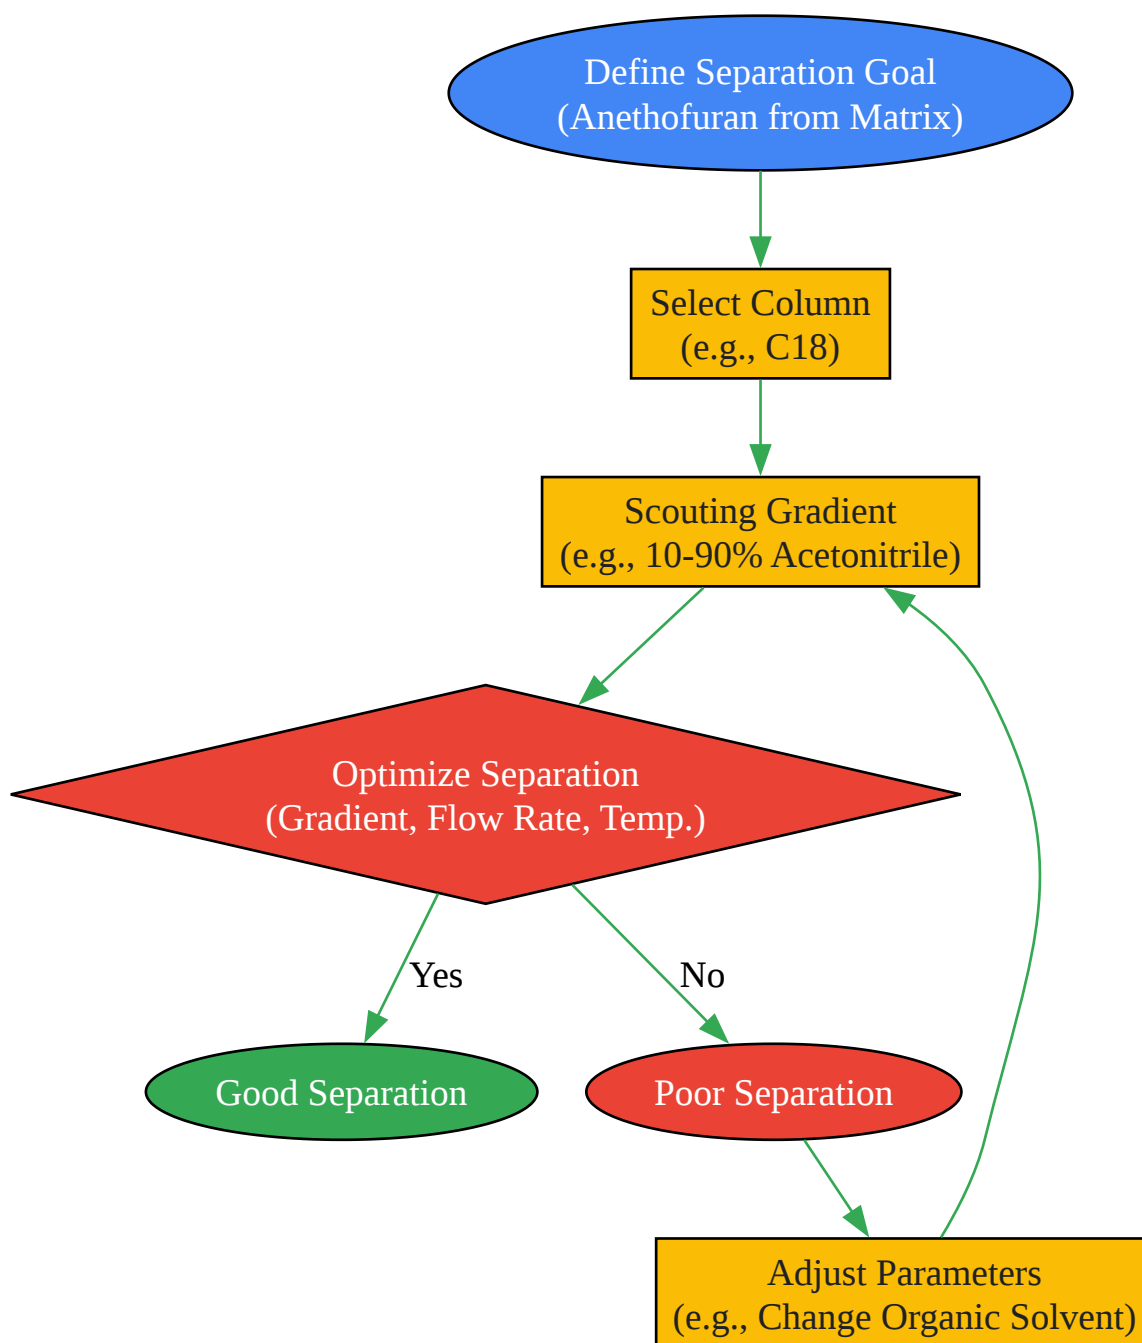 Define Separation Goal
(Anethofuran from Matrix)
Select Column
(e.g., C18)
Scouting Gradient
(e.g., 10-90% Acetonitrile)
Optimize Separation
(Gradient, Flow Rate, Temp.)
Yes
No
Good Separation
Poor Separation
Adjust Parameters
(e.g., Change Organic Solvent)